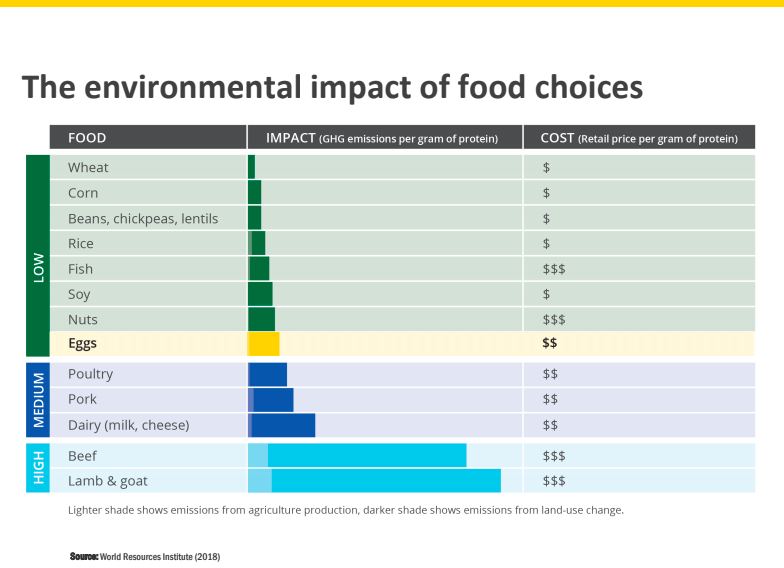 The environmental impact of food choices
FOOD IMPACT (GHG emissions per gram of protein) COST (Retail price per gram of protein)
LOW
Wheat $
Corn $
Beans, chickpeas, lentils $
Rice $
Fish $$$
Soy $
Nuts $$$
Eggs $$
MEDIUM
Poultry $$
Pork $$
Dairy (milk, cheese) $$
HIGH
Beef $$$
Lamb & goat $$$
Lighter shade shows emissions from agriculture production, darker shade shows emissions from land-use change.
Source: World Resources Institute (2018)